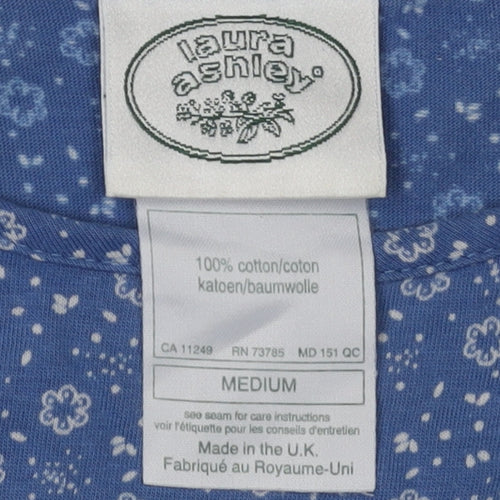 laura
ashley
100% cotton/coton
katoen/baumwolle
CA 11249 RN 73785 MD 151 QC
MEDIUM
see seam for care instructions
voir l'étiquette pour les conseils d'entretien
Made in the U.K.
Fabriqué au Royaume-Uni